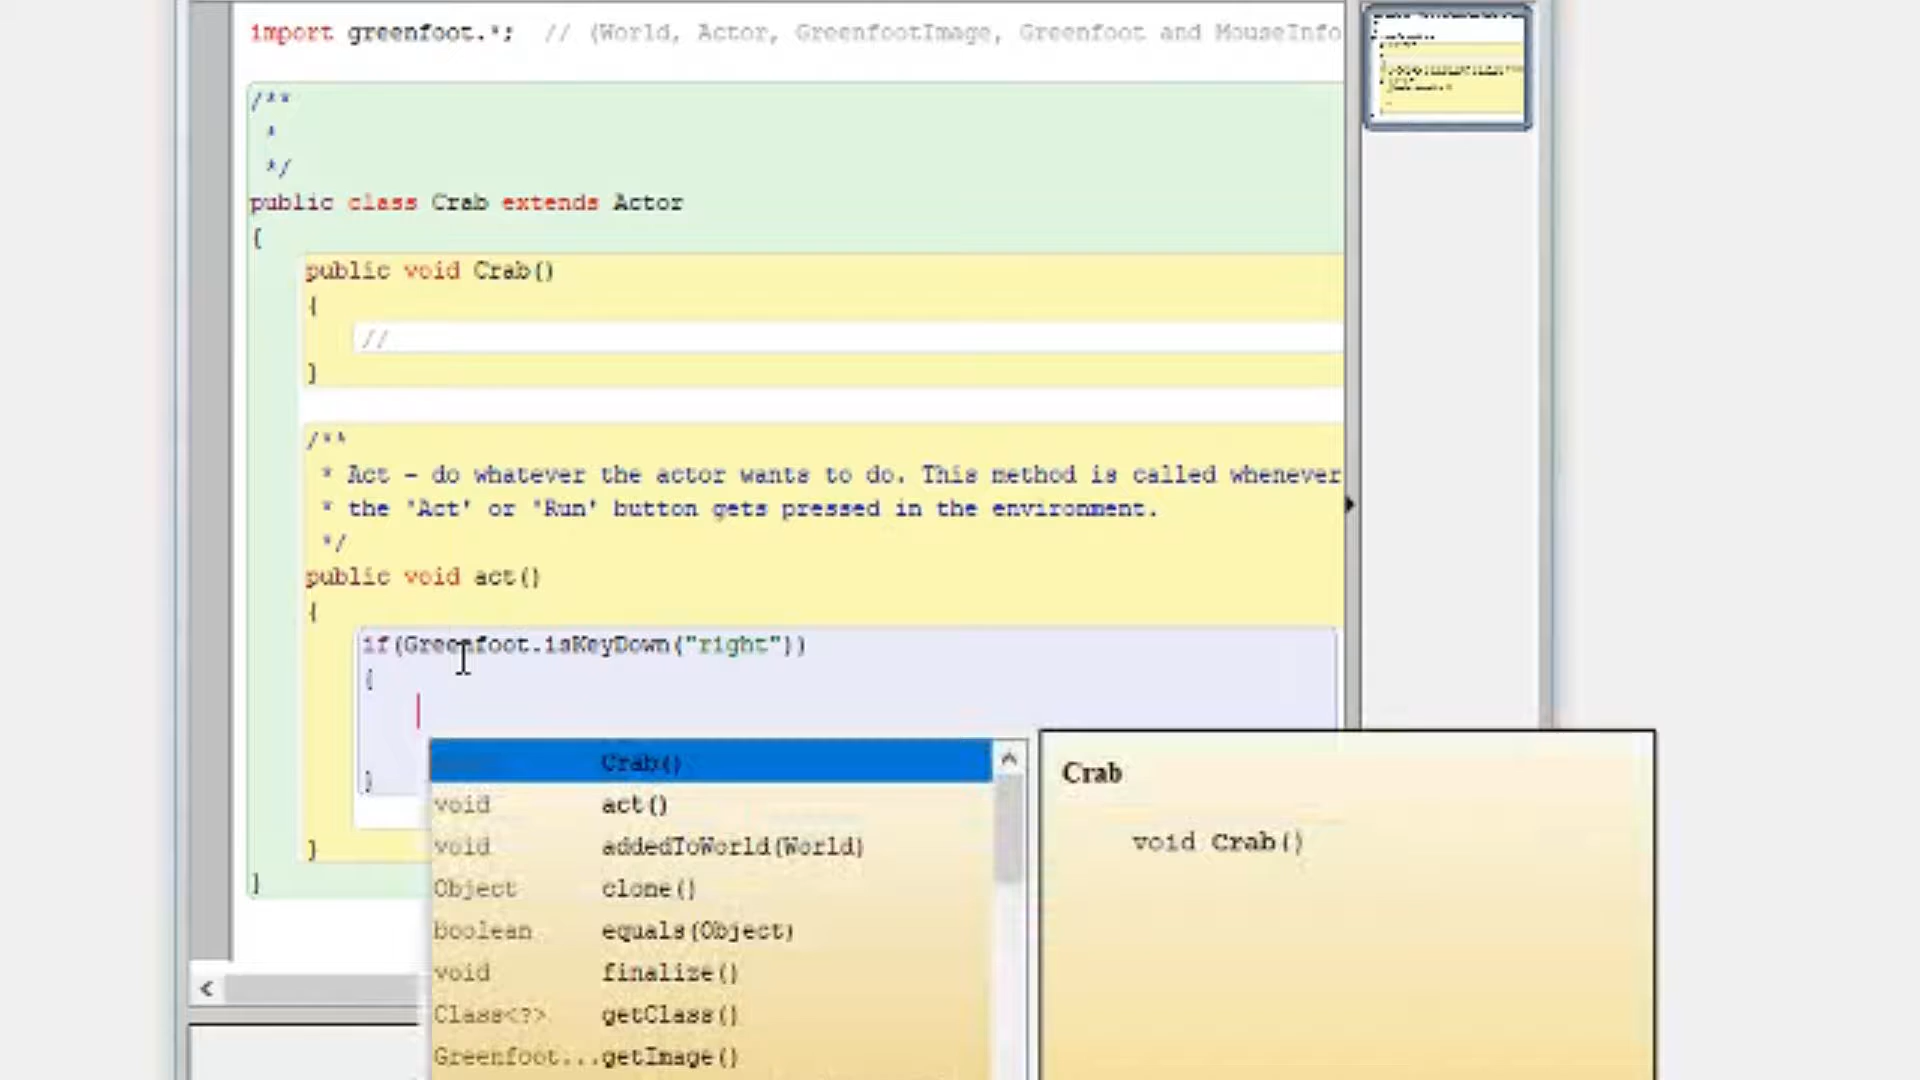 import greenfoot.*;  // (World, Actor, GreenfootImage, Greenfoot and MouseInfo
/**
*
*/
public class Crab extends Actor
{
public void Crab()
{
//
}
/**
* Act - do whatever the actor wants to do. This method is called whenever
* the 'Act' or 'Run' button gets pressed in the environment.
*/
public void act()
{
if(Greenfoot.isKeyDown("right"))
{
}
}
}
Crab()
void act()
void addedToWorld(World)
Object clone()
boolean equals(Object)
void finalize()
Class<?> getClass()
Greenfoot...getImage()
Crab
void Crab()